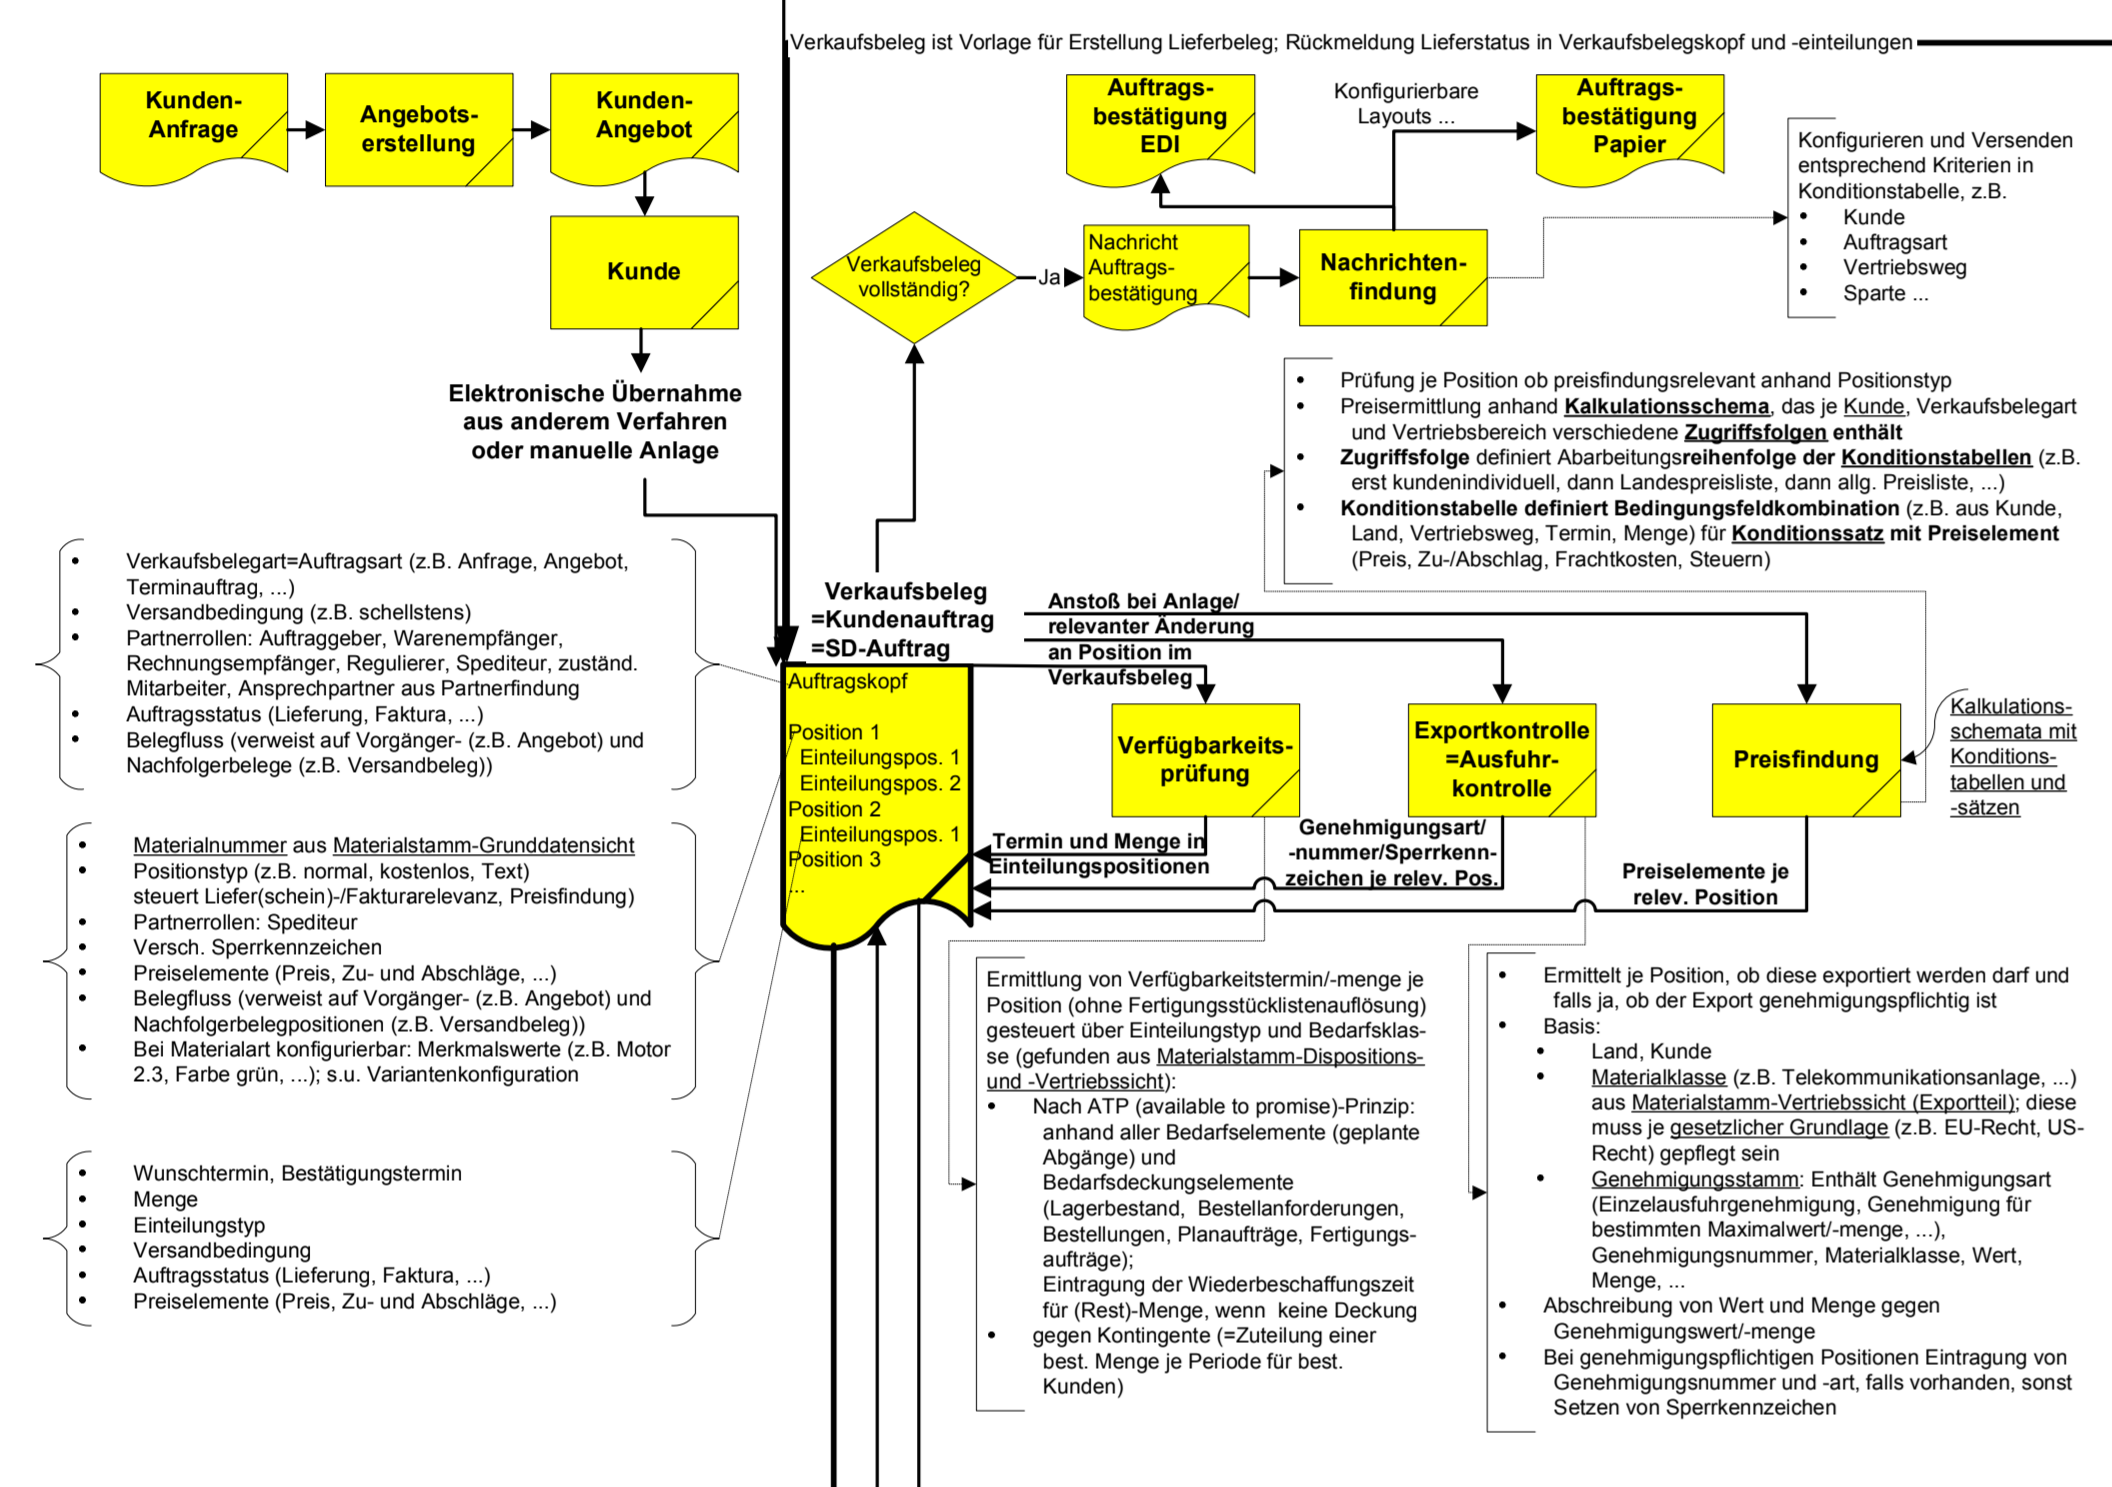 Verkaufsbeleg ist Vorlage für Erstellung Lieferbeleg; Rückmeldung Lieferstatus in Verkaufsbelegskopf und -einteilungen
Kunden-
Anfrage
Angebots-
erstellung
Kunden-
Angebot
Kunde
Elektronische Übernahme
aus anderem Verfahren
oder manuelle Anlage
Auftrags-
bestätigung
EDI
Konfigurierbare
Layouts ...
Auftrags-
bestätigung
Papier
Verkaufsbeleg
vollständig?
Ja
Nachricht
Auftrags-
bestätigung
Nachrichten-
findung
Konfigurieren und Versenden
entsprechend Kriterien in
Konditionstabelle, z.B.
• Kunde
• Auftragsart
• Vertriebsweg
• Sparte ...
• Prüfung je Position ob preisfindungsrelevant anhand Positionstyp
• Preisermittlung anhand Kalkulationsschema, das je Kunde, Verkaufsbelegart
und Vertriebsbereich verschiedene Zugriffsfolgen enthält
• Zugriffsfolge definiert Abarbeitungsreihenfolge der Konditionstabellen (z.B.
erst kundenindividuell, dann Landespreisliste, dann allg. Preisliste, ...)
• Konditionstabelle definiert Bedingungsfeldkombination (z.B. aus Kunde,
Land, Vertriebsweg, Termin, Menge) für Konditionssatz mit Preiselement
(Preis, Zu-/Abschlag, Frachtkosten, Steuern)
• Verkaufsbelegart=Auftragsart (z.B. Anfrage, Angebot,
Terminauftrag, ...)
• Versandbedingung (z.B. schellstens)
• Partnerrollen: Auftraggeber, Warenempfänger,
Rechnungsempfänger, Regulierer, Spediteur, zuständ.
Mitarbeiter, Ansprechpartner aus Partnerfindung
• Auftragsstatus (Lieferung, Faktura, ...)
• Belegfluss (verweist auf Vorgänger- (z.B. Angebot) und
Nachfolgerbelege (z.B. Versandbeleg))
• Materialnummer aus Materialstamm-Grunddatensicht
• Positionstyp (z.B. normal, kostenlos, Text)
steuert Liefer(schein)-/Fakturarelevanz, Preisfindung)
• Partnerrollen: Spediteur
• Versch. Sperrkennzeichen
• Preiselemente (Preis, Zu- und Abschläge, ...)
• Belegfluss (verweist auf Vorgänger- (z.B. Angebot) und
Nachfolgerbelegpositionen (z.B. Versandbeleg))
• Bei Materialart konfigurierbar: Merkmalswerte (z.B. Motor
2.3, Farbe grün, ...); s.u. Variantenkonfiguration
• Wunschtermin, Bestätigungstermin
• Menge
• Einteilungstyp
• Versandbedingung
• Auftragsstatus (Lieferung, Faktura, ...)
• Preiselemente (Preis, Zu- und Abschläge, ...)
Verkaufsbeleg
=Kundenauftrag
=SD-Auftrag
Auftragskopf
Position 1
Einteilungspos. 1
Einteilungspos. 2
Position 2
Einteilungspos. 1
Position 3
...
Anstoß bei Anlage/
relevanter Änderung
an Position im
Verkaufsbeleg
Verfügbarkeits-
prüfung
Exportkontrolle
=Ausfuhr-
kontrolle
Preisfindung
Kalkulations-
schemata mit
Konditions-
tabellen und
-sätzen
Termin und Menge in
Einteilungspositionen
Genehmigungsart/
-nummer/Sperrkenn-
zeichen je relev. Pos.
Preiselemente je
relev. Position
Ermittlung von Verfügbarkeitstermin/-menge je
Position (ohne Fertigungsstücklistenauflösung)
gesteuert über Einteilungstyp und Bedarfsklas-
se (gefunden aus Materialstamm-Dispositions-
und -Vertriebssicht):
• Nach ATP (available to promise)-Prinzip:
anhand aller Bedarfselemente (geplante
Abgänge) und
Bedarfsdeckungselemente
(Lagerbestand, Bestellanforderungen,
Bestellungen, Planaufträge, Fertigungs-
aufträge);
Eintragung der Wiederbeschaffungszeit
für (Rest)-Menge, wenn keine Deckung
• gegen Kontingente (=Zuteilung einer
best. Menge je Periode für best.
Kunden)
• Ermittelt je Position, ob diese exportiert werden darf und
falls ja, ob der Export genehmigungspflichtig ist
• Basis:
• Land, Kunde
• Materialklasse (z.B. Telekommunikationsanlage, ...)
aus Materialstamm-Vertriebssicht (Exportteil); diese
muss je gesetzlicher Grundlage (z.B. EU-Recht, US-
Recht) gepflegt sein
• Genehmigungsstamm: Enthält Genehmigungsart
(Einzelausfuhrgenehmigung, Genehmigung für
bestimmten Maximalwert/-menge, ...),
Genehmigungsnummer, Materialklasse, Wert,
Menge, ...
• Abschreibung von Wert und Menge gegen
Genehmigungswert/-menge
• Bei genehmigungspflichtigen Positionen Eintragung von
Genehmigungsnummer und -art, falls vorhanden, sonst
Setzen von Sperrkennzeichen